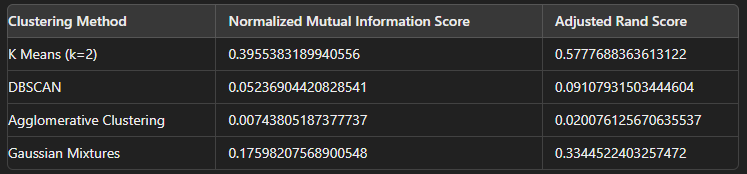 Clustering Method Normalized Mutual Information Score Adjusted Rand Score
K Means (k=2) 0.3955383189940556 0.5777688363613122
DBSCAN 0.05236904420828541 0.09107931503444604
Agglomerative Clustering 0.00743805187377737 0.020076125670635537
Gaussian Mixtures 0.17598207568900548 0.3344522403257472